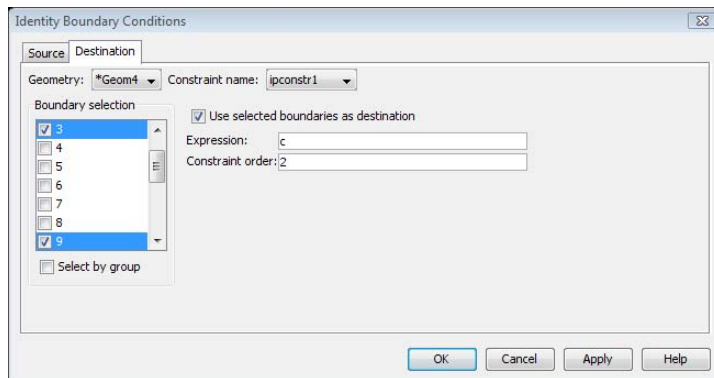 Identity Boundary Conditions
Source Destination
Geometry: *Geom4 Constraint name: ipconstr1
Boundary selection
3
4
5
6
7
8
9
Select by group
Use selected boundaries as destination
Expression: c
Constraint order: 2
OK Cancel Apply Help